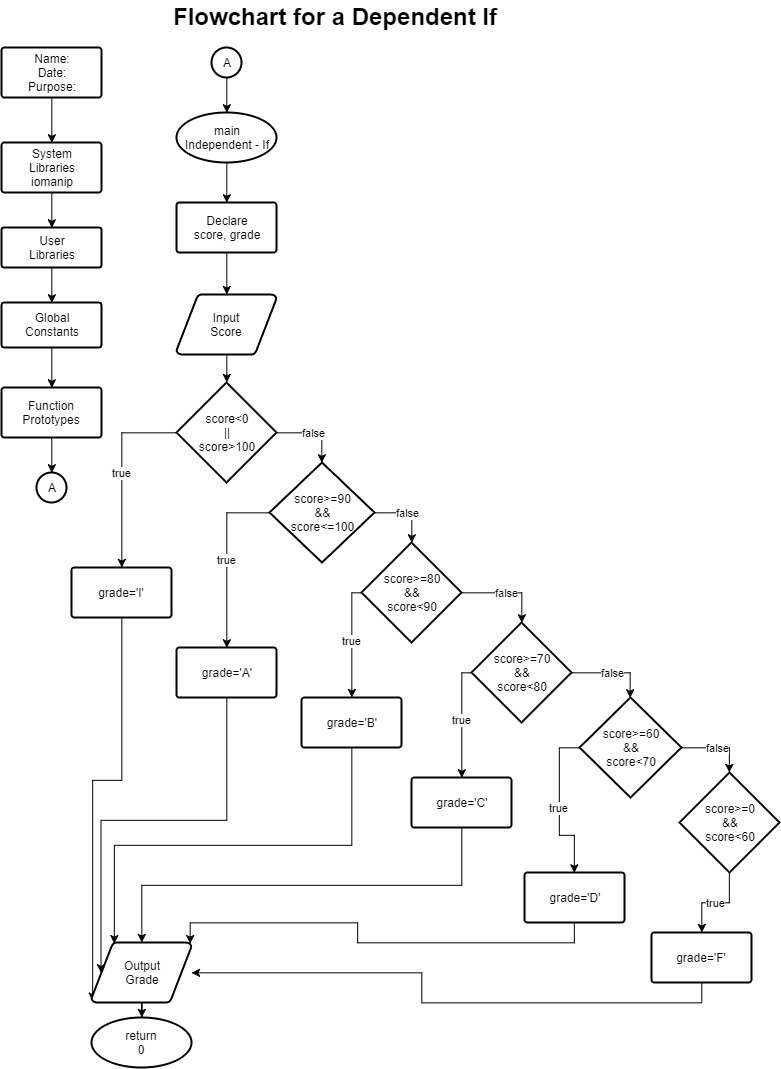 Flowchart for a Dependent If
Name:
Date:
Purpose:
System
Libraries
iomanip
User
Libraries
Global
Constants
Function
Prototypes
A
A
main
Independent - If
Declare
score, grade
Input
Score
score<0
||
score>100
false
true
score>=90
&&
score<=100
false
true
score>=80
&&
score<90
false
true
score>=70
&&
score<80
false
true
score>=60
&&
score<70
false
true
score>=0
&&
score<60
true
grade='I'
grade='A'
grade='B'
grade='C'
grade='D'
grade='F'
Output
Grade
return
0